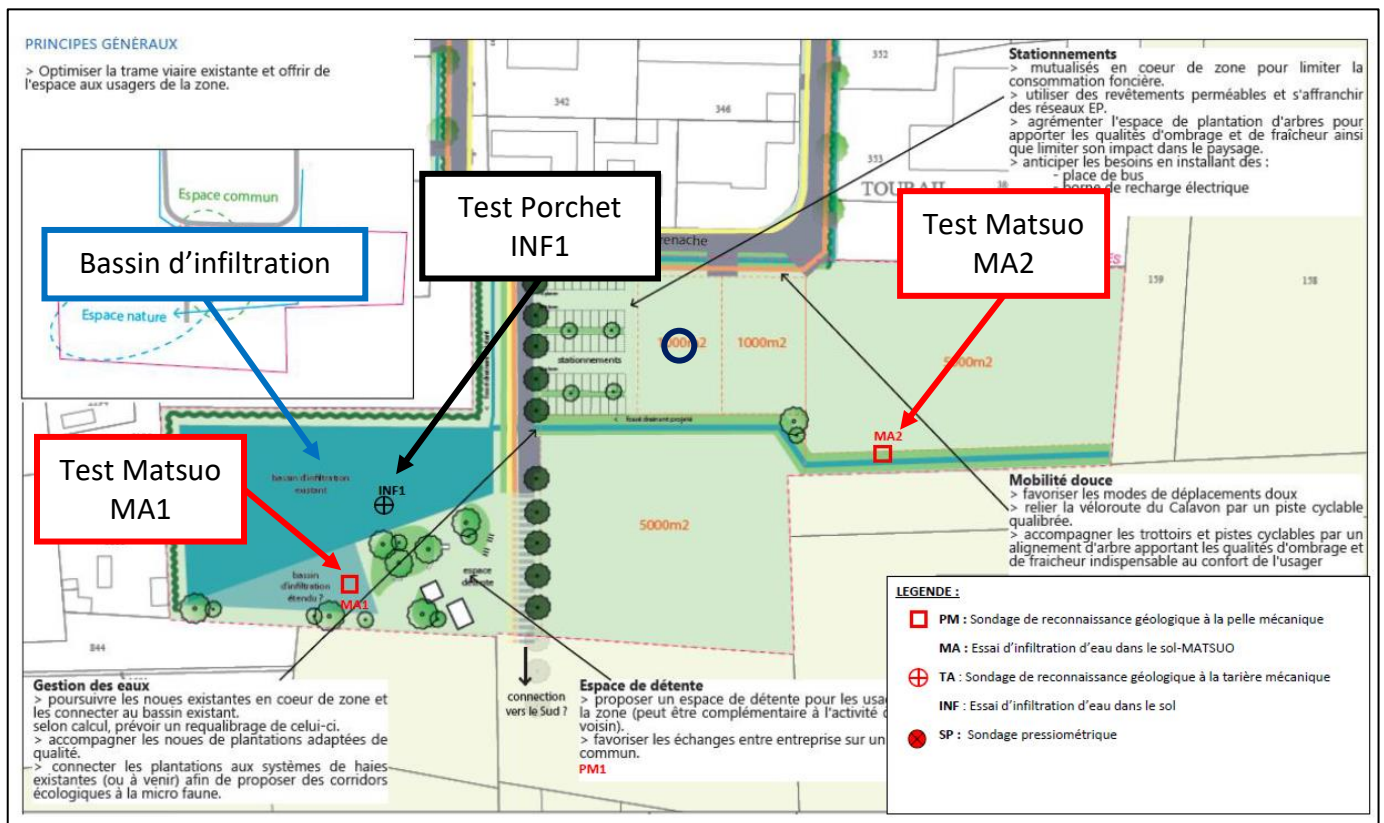 PRINCIPES GÉNÉRAUX
> Optimiser la trame viaire existante et offrir de
l'espace aux usagers de la zone.
Espace commun
Espace nature
Bassin d'infiltration
Test Porchet
INF1
Test Matsuo
MA2
Test Matsuo
MA1
342
346
352
353
TOURAIL
159
158
844
Stationnements
> mutualisés en coeur de zone pour limiter la
consommation foncière.
> utiliser des revêtements perméables et s'affranchir
des réseaux EP.
> agrémenter l'espace de plantation d'arbres pour
apporter les qualités d'ombrage et de fraîcheur ainsi
que limiter son impact dans le paysage.
> anticiper les besoins en installant des :
- place de bus
- borne de recharge électrique
renache
stationnements
1000m2
1000m2
5000m2
< fossé drainant projeté
MA2
bassin d'infiltration
existant
INF1
5000m2
bassin
d'infiltration
étendu ?
MA1
espace
détente
Mobilité douce
> favoriser les modes de déplacements doux
> relier la véloroute du Calavon par un piste cyclable
qualibrée.
> accompagner les trottoirs et pistes cyclables par un
alignement d'arbre apportant les qualités d'ombrage et
de fraicheur indispensable au confort de l'usager
LEGENDE :
PM : Sondage de reconnaissance géologique à la pelle mécanique
MA : Essai d'infiltration d'eau dans le sol-MATSUO
TA : Sondage de reconnaissance géologique à la tarière mécanique
INF : Essai d'infiltration d'eau dans le sol
SP : Sondage pressiométrique
Gestion des eaux
> poursuivre les noues existantes en coeur de zone et
les connecter au bassin existant.
selon calcul, prévoir un requalibrage de celui-ci.
> accompagner les noues de plantations adaptées de
qualité.
> connecter les plantations aux systèmes de haies
existantes (ou à venir) afin de proposer des corridors
écologiques à la micro faune.
connection
vers le Sud ?
Espace de détente
> proposer un espace de détente pour les usa
la zone (peut être complémentaire à l'activité
voisin).
> favoriser les échanges entre entreprise sur un
commun.
PM1